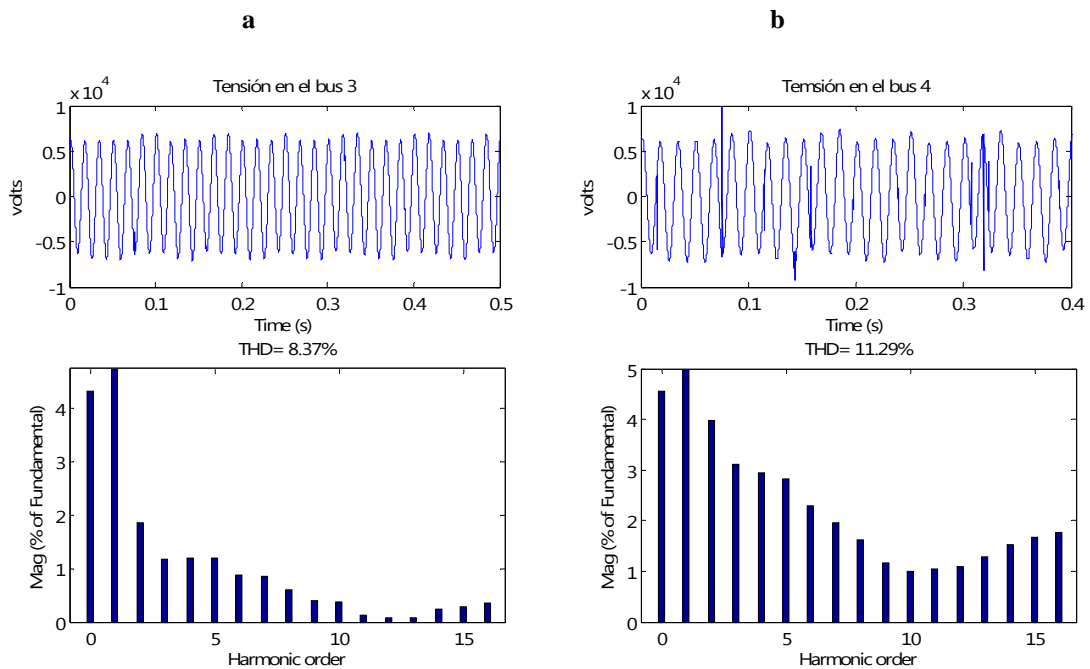 a
b
Tensión en el bus 3
x 10^4
1
0.5
0
-0.5
-1
volts
0 0.1 0.2 0.3 0.4 0.5
Time (s)
Temsión en el bus 4
x 10^4
1
0.5
0
-0.5
-1
volts
0 0.1 0.2 0.3 0.4
Time (s)
THD= 8.37%
4
3
2
1
0
Mag (% of Fundamental)
0 5 10 15
Harmonic order
THD= 11.29%
5
4
3
2
1
0
Mag (% of Fundamental)
0 5 10 15
Harmonic order